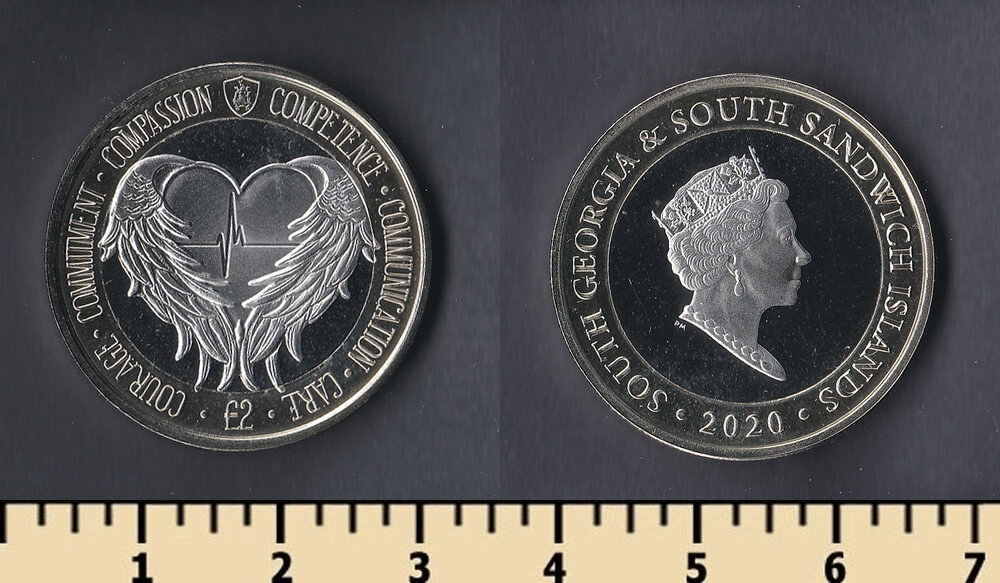 COURAGE · COMMITMENT · COMPASSION COMPETENCE · COMMUNICATION · CARE ·
£2
SOUTH GEORGIA & SOUTH SANDWICH ISLANDS
· 2020 ·
PM
1 2 3 4 5 6 7